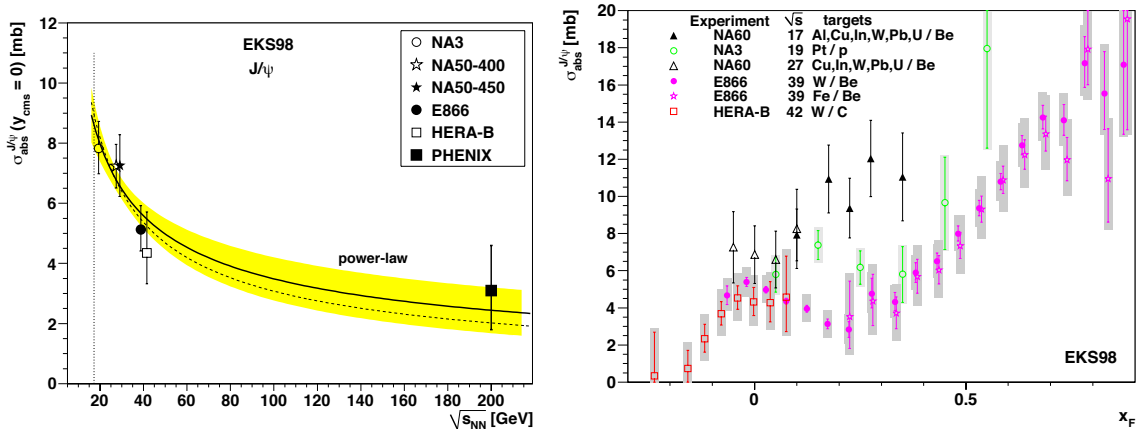 σ_abs^J/ψ (y_cms = 0) [mb]
12
10
8
6
4
2
0
EKS98
J/ψ
NA3
NA50-400
NA50-450
E866
HERA-B
PHENIX
power-law
20 40 60 80 100 120 140 160 180 200
√s_NN [GeV]
σ_abs^J/ψ [mb]
20
18
16
14
12
10
8
6
4
2
0
Experiment √s targets
NA60 17 Al,Cu,In,W,Pb,U / Be
NA3 19 Pt / p
NA60 27 Cu,In,W,Pb,U / Be
E866 39 W / Be
E866 39 Fe / Be
HERA-B 42 W / C
EKS98
0 0.5
x_F